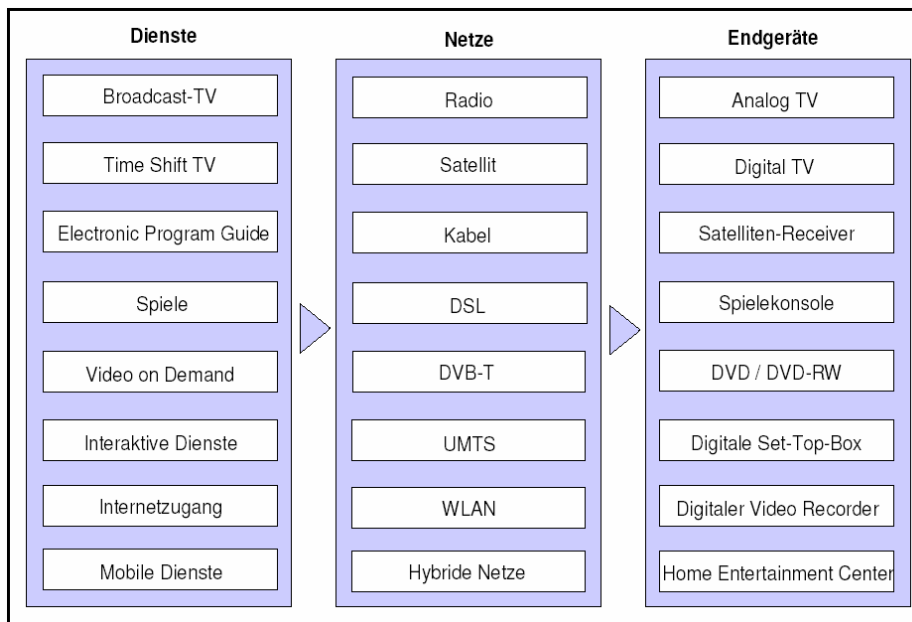 Dienste
Broadcast-TV
Time Shift TV
Electronic Program Guide
Spiele
Video on Demand
Interaktive Dienste
Internetzugang
Mobile Dienste
Netze
Radio
Satellit
Kabel
DSL
DVB-T
UMTS
WLAN
Hybride Netze
Endgeräte
Analog TV
Digital TV
Satelliten-Receiver
Spielekonsole
DVD / DVD-RW
Digitale Set-Top-Box
Digitaler Video Recorder
Home Entertainment Center